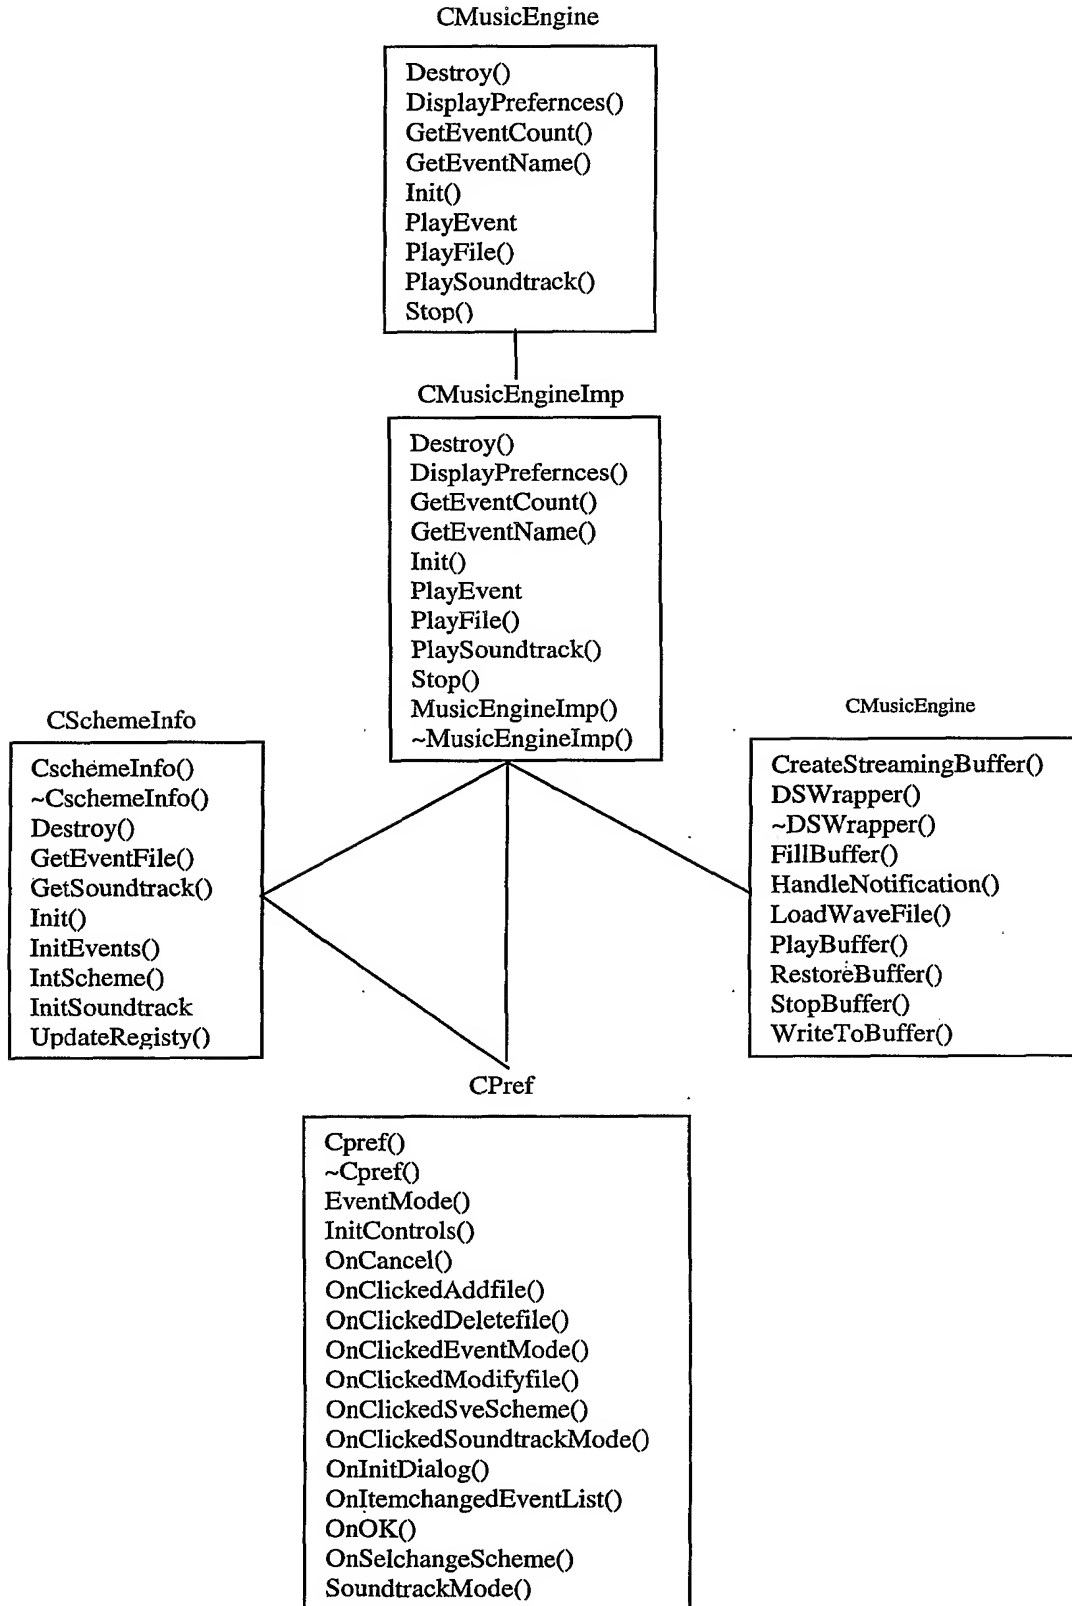 CMusicEngine
Destroy()
DisplayPrefernces()
GetEventCount()
GetEventName()
Init()
PlayEvent
PlayFile()
PlaySoundtrack()
Stop()
CMusicEngineImp
Destroy()
DisplayPrefernces()
GetEventCount()
GetEventName()
Init()
PlayEvent
PlayFile()
PlaySoundtrack()
Stop()
MusicEngineImp()
~MusicEngineImp()
CSchemeInfo
CschemeInfo()
~CschemeInfo()
Destroy()
GetEventFile()
GetSoundtrack()
Init()
InitEvents()
IntScheme()
InitSoundtrack
UpdateRegisty()
CMusicEngine
CreateStreamingBuffer()
DSWrapper()
~DSWrapper()
FillBuffer()
HandleNotification()
LoadWaveFile()
PlayBuffer()
RestoreBuffer()
StopBuffer()
WriteToBuffer()
CPref
Cpref()
~Cpref()
EventMode()
InitControls()
OnCancel()
OnClickedAddfile()
OnClickedDeletefile()
OnClickedEventMode()
OnClickedModifyfile()
OnClickedSveScheme()
OnClickedSoundtrackMode()
OnInitDialog()
OnItemchangedEventList()
OnOK()
OnSelchangeScheme()
SoundtrackMode()